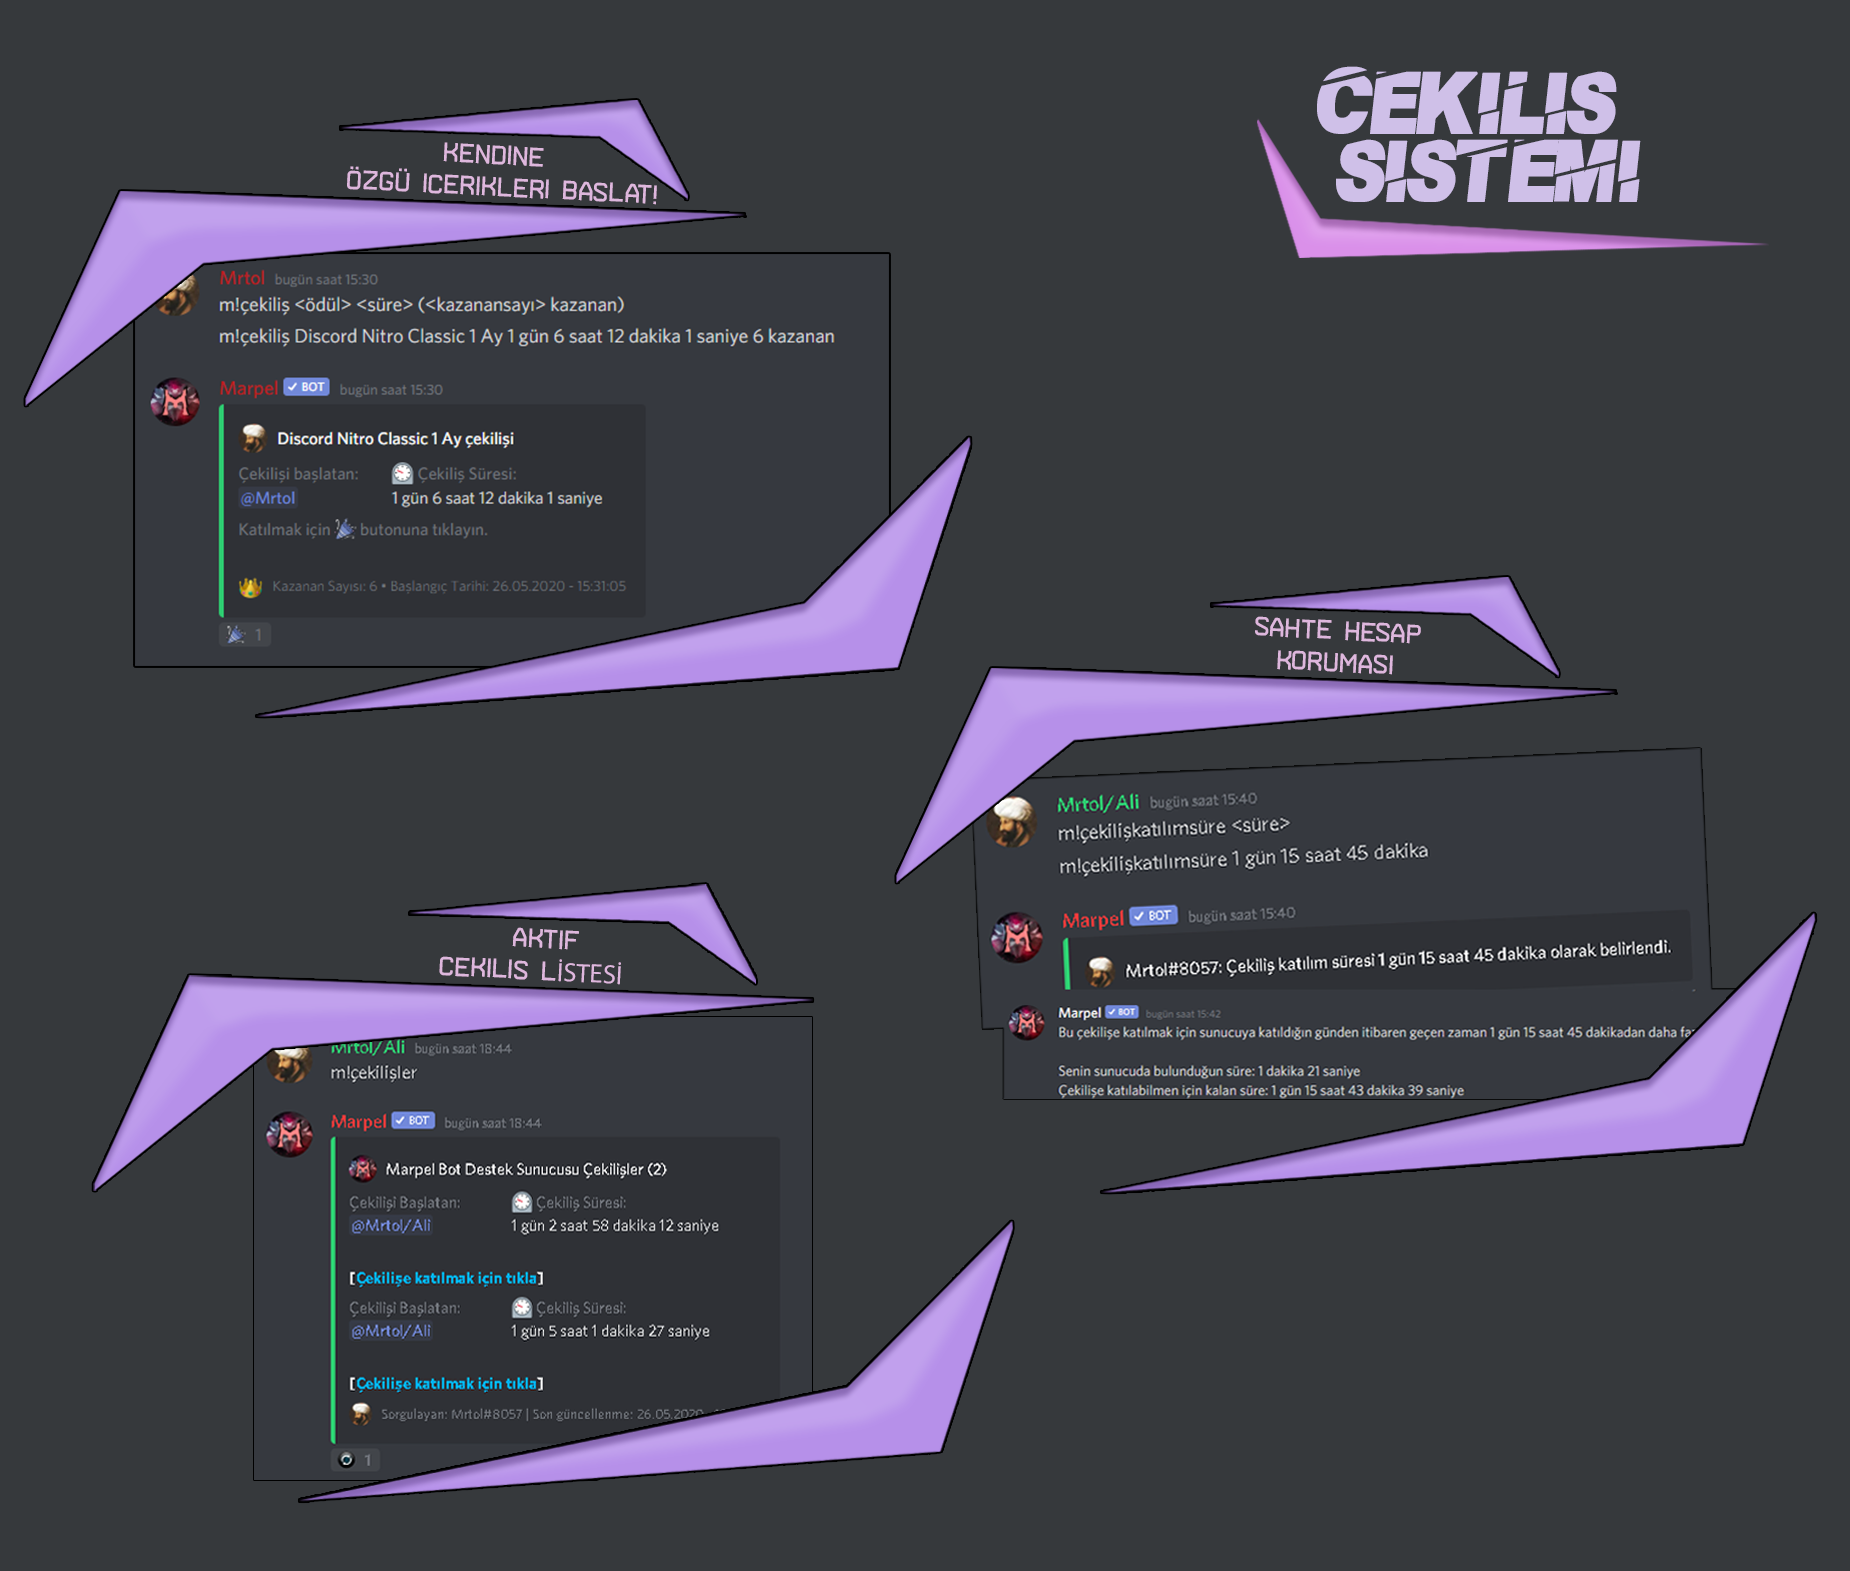 CEKILIS
SISTEMI
KENDINE
ÖZGÜ ICERIKLERI BASLAT!
Mrtol bugün saat 15:30
m!çekiliş <ödül> <süre> (<kazanansayı> kazanan)
m!çekiliş Discord Nitro Classic 1 Ay 1 gün 6 saat 12 dakika 1 saniye 6 kazanan
Marpel BOT bugün saat 15:30
Discord Nitro Classic 1 Ay çekilişi
Çekilişi başlatan: Çekiliş Süresi:
@Mrtol 1 gün 6 saat 12 dakika 1 saniye
Katılmak için butonuna tıklayın.
Kazanan Sayısı: 6 • Başlangıç Tarihi: 26.05.2020 - 15:31:05
1
SAHTE HESAP
KORUMASI
Mrtol/Ali bugün saat 15:40
m!çekilişkatılımsüre <süre>
m!çekilişkatılımsüre 1 gün 15 saat 45 dakika
Marpel BOT bugün saat 15:40
Mrtol#8057: Çekiliş katılım süresi 1 gün 15 saat 45 dakika olarak belirlendi.
Marpel BOT bugün saat 15:42
Bu çekilişe katılmak için sunucuya katıldığın günden itibaren geçen zaman 1 gün 15 saat 45 dakikadan daha
Senin sunucuda bulunduğun süre: 1 dakika 21 saniye
Çekilişe katılabilmen için kalan süre: 1 gün 15 saat 43 dakika 39 saniye
AKTIF
CEKILIS LİSTESİ
Mrtol/Ali bugün saat 18:44
m!çekilişler
Marpel BOT bugün saat 18:44
Marpel Bot Destek Sunucusu Çekilişler (2)
Çekilişi Başlatan: Çekiliş Süresi:
@Mrtol/Ali 1 gün 2 saat 58 dakika 12 saniye
[Çekilişe katılmak için tıkla]
Çekilişi Başlatan: Çekiliş Süresi:
@Mrtol/Ali 1 gün 5 saat 1 dakika 27 saniye
[Çekilişe katılmak için tıkla]
Sorgulayan: Mrtol#8057 | Son güncellenme: 26.05.2020
1